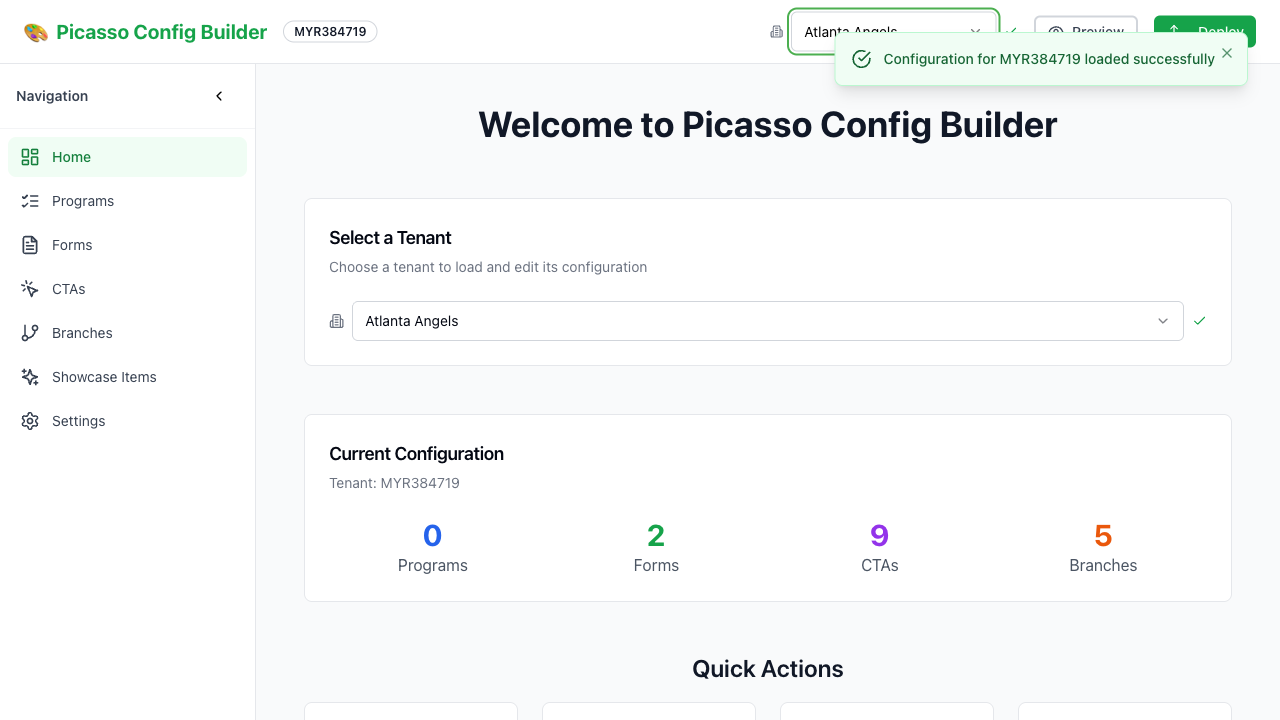 Picasso Config Builder
MYR384719
Atlanta Angels
Preview
Deploy
Configuration for MYR384719 loaded successfully
Navigation
Home
Programs
Forms
CTAs
Branches
Showcase Items
Settings
Welcome to Picasso Config Builder
Select a Tenant
Choose a tenant to load and edit its configuration
Atlanta Angels
Current Configuration
Tenant: MYR384719
0
Programs
2
Forms
9
CTAs
5
Branches
Quick Actions